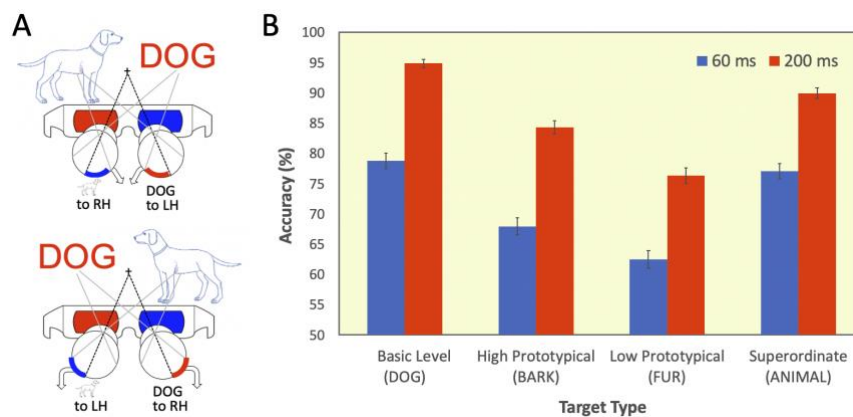 A
DOG
to RH
DOG
to LH
DOG
to LH
DOG
to RH
B
60 ms
200 ms
Accuracy (%)
100
95
90
85
80
75
70
65
60
55
50
Basic Level
(DOG)
High Prototypical
(BARK)
Low Prototypical
(FUR)
Superordinate
(ANIMAL)
Target Type